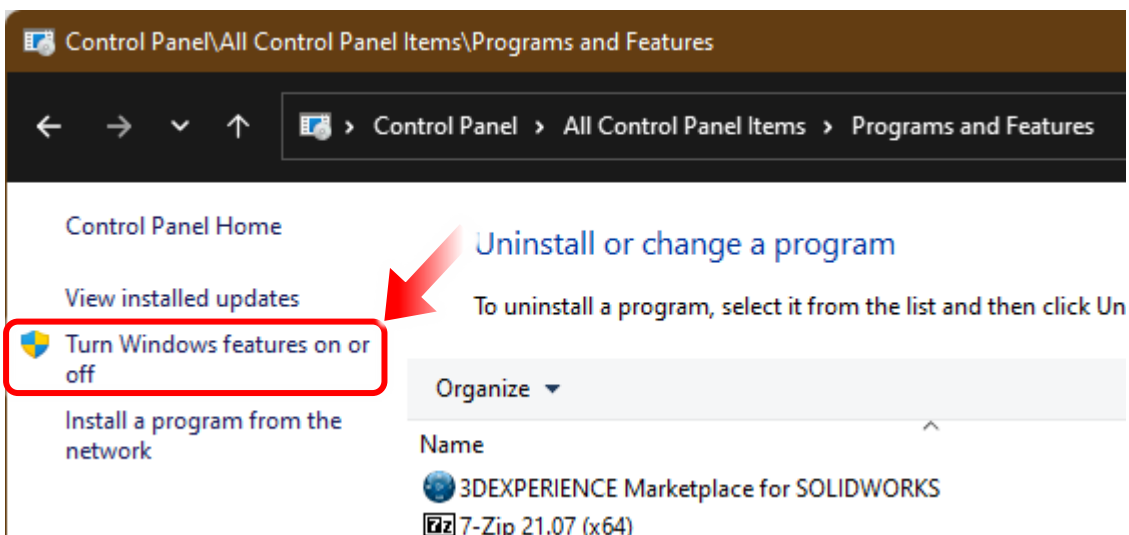 Control Panel\All Control Panel Items\Programs and Features
Control Panel > All Control Panel Items > Programs and Features
Control Panel Home
View installed updates
Turn Windows features on or
off
Install a program from the
network
Uninstall or change a program
To uninstall a program, select it from the list and then click Un
Organize
Name
3DEXPERIENCE Marketplace for SOLIDWORKS
7z 7-Zip 21.07 (x64)